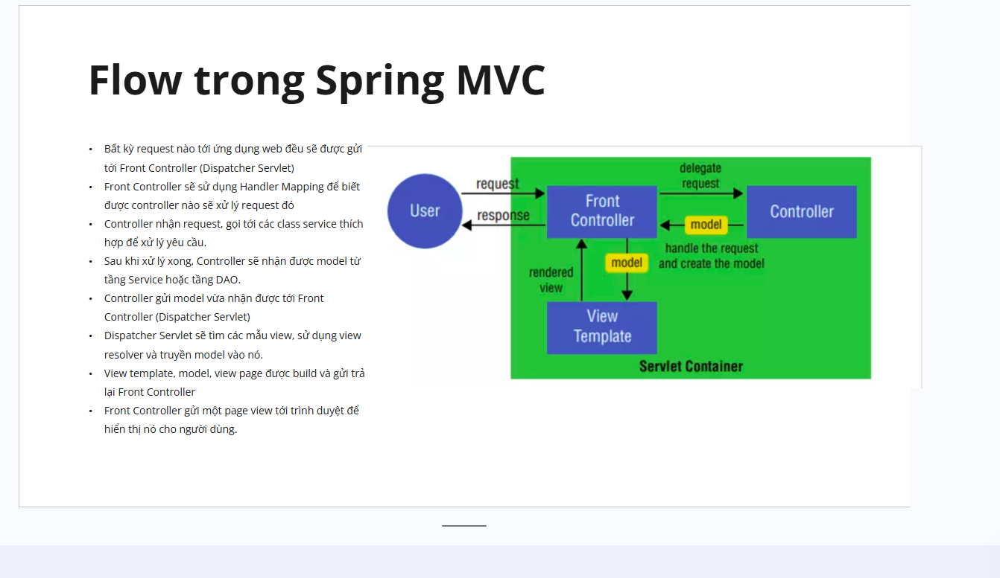 Flow trong Spring MVC
• Bất kỳ request nào tới ứng dụng web đều sẽ được gửi
tới Front Controller (Dispatcher Servlet)
• Front Controller sẽ sử dụng Handler Mapping để biết
được controller nào sẽ xử lý request đó
• Controller nhận request, gọi tới các class service thích
hợp để xử lý yêu cầu.
• Sau khi xử lý xong, Controller sẽ nhận được model từ
tầng Service hoặc tầng DAO.
• Controller gửi model vừa nhận được tới Front
Controller (Dispatcher Servlet)
• Dispatcher Servlet sẽ tìm các mẫu view, sử dụng view
resolver và truyền model vào nó.
• View template, model, view page được build và gửi trả
lại Front Controller
• Front Controller gửi một page view tới trình duyệt để
hiển thị nó cho người dùng.
User
request
response
Front
Controller
delegate
request
model
Controller
handle the request
and create the model
model
rendered
view
View
Template
Servlet Container